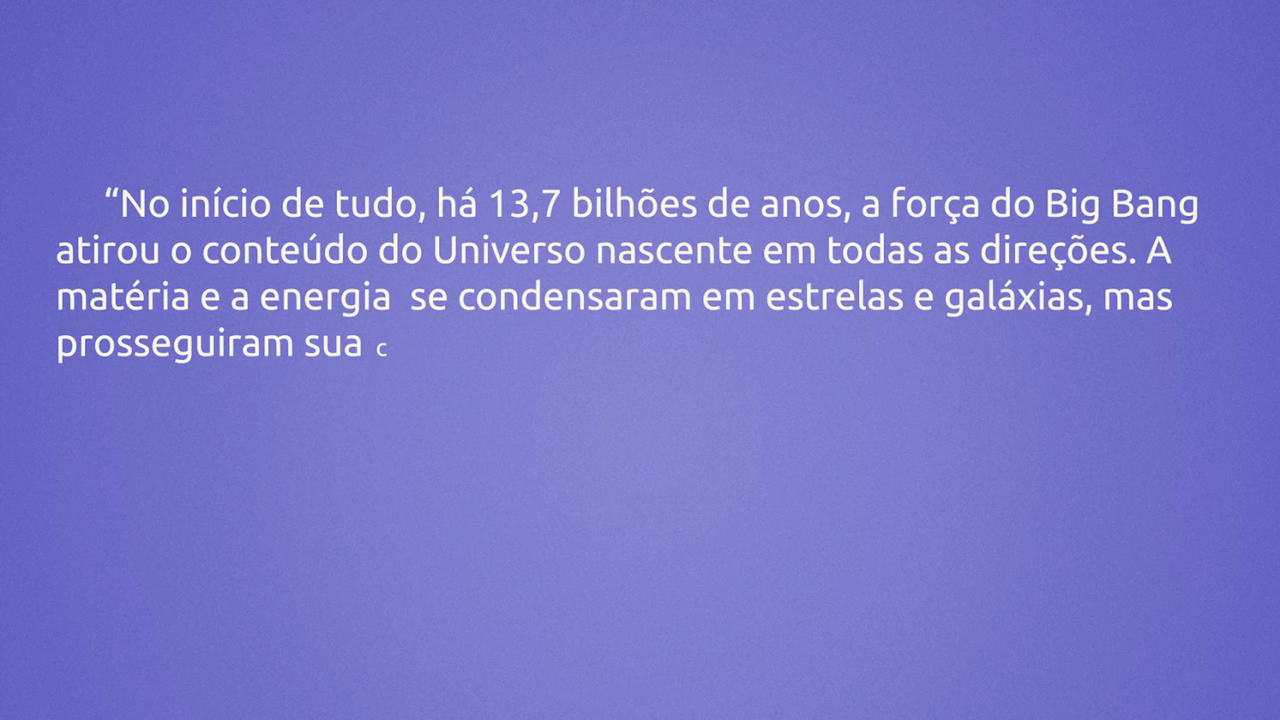 “No início de tudo, há 13,7 bilhões de anos, a força do Big Bang
atirou o conteúdo do Universo nascente em todas as direções. A
matéria e a energia  se condensaram em estrelas e galáxias, mas
prosseguiram sua c